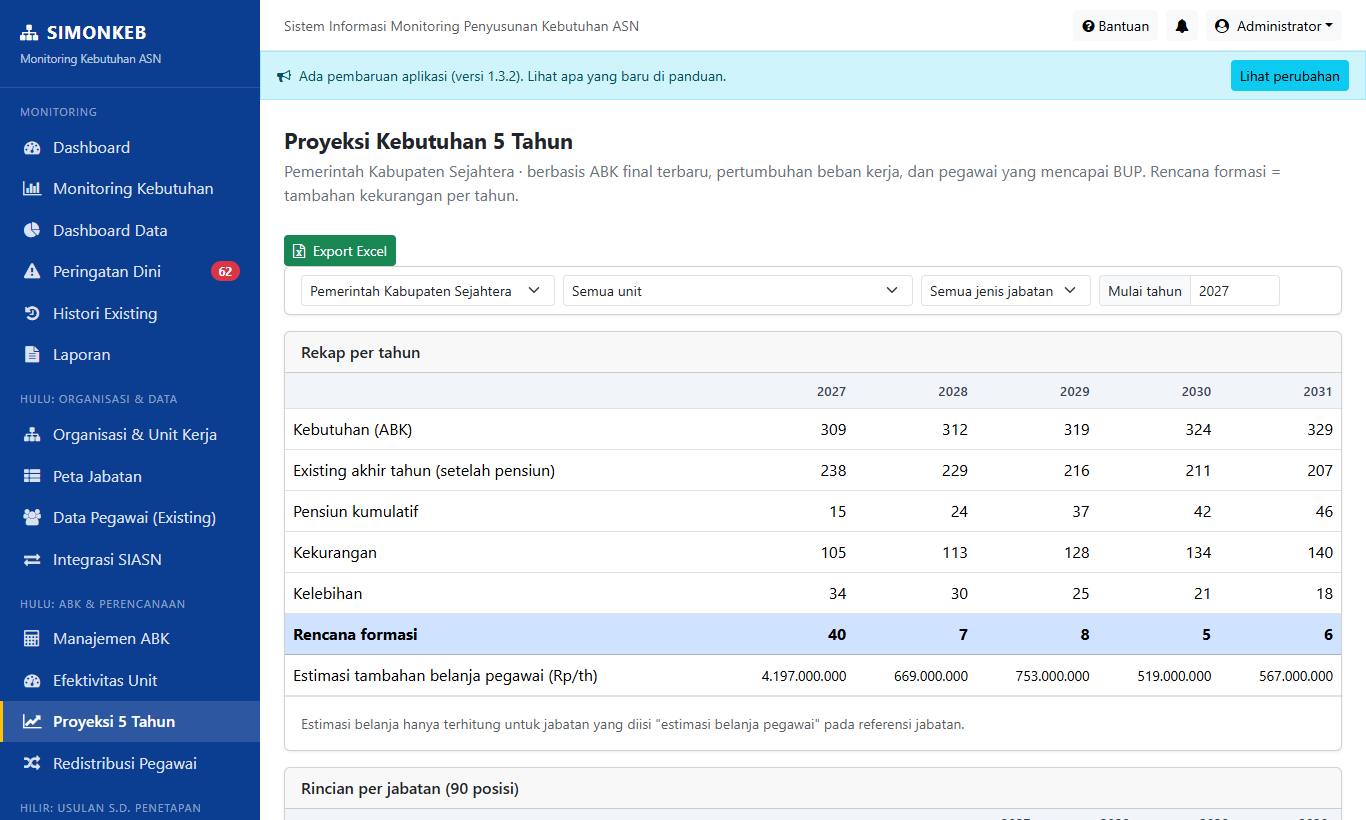 SIMONKEB
Monitoring Kebutuhan ASN
MONITORING
Dashboard
Monitoring Kebutuhan
Dashboard Data
Peringatan Dini 62
Histori Existing
Laporan
HULU: ORGANISASI & DATA
Organisasi & Unit Kerja
Peta Jabatan
Data Pegawai (Existing)
Integrasi SIASN
HULU: ABK & PERENCANAAN
Manajemen ABK
Efektivitas Unit
Proyeksi 5 Tahun
Redistribusi Pegawai
HILIR: USULAN S.D. PENETAPAN
Sistem Informasi Monitoring Penyusunan Kebutuhan ASN Bantuan Administrator
Ada pembaruan aplikasi (versi 1.3.2). Lihat apa yang baru di panduan. Lihat perubahan
Proyeksi Kebutuhan 5 Tahun
Pemerintah Kabupaten Sejahtera · berbasis ABK final terbaru, pertumbuhan beban kerja, dan pegawai yang mencapai BUP. Rencana formasi =
tambahan kekurangan per tahun.
Export Excel
Pemerintah Kabupaten Sejahtera Semua unit Semua jenis jabatan Mulai tahun 2027
Rekap per tahun
2027 2028 2029 2030 2031
Kebutuhan (ABK) 309 312 319 324 329
Existing akhir tahun (setelah pensiun) 238 229 216 211 207
Pensiun kumulatif 15 24 37 42 46
Kekurangan 105 113 128 134 140
Kelebihan 34 30 25 21 18
Rencana formasi 40 7 8 5 6
Estimasi tambahan belanja pegawai (Rp/th) 4.197.000.000 669.000.000 753.000.000 519.000.000 567.000.000
Estimasi belanja hanya terhitung untuk jabatan yang diisi "estimasi belanja pegawai" pada referensi jabatan.
Rincian per jabatan (90 posisi)